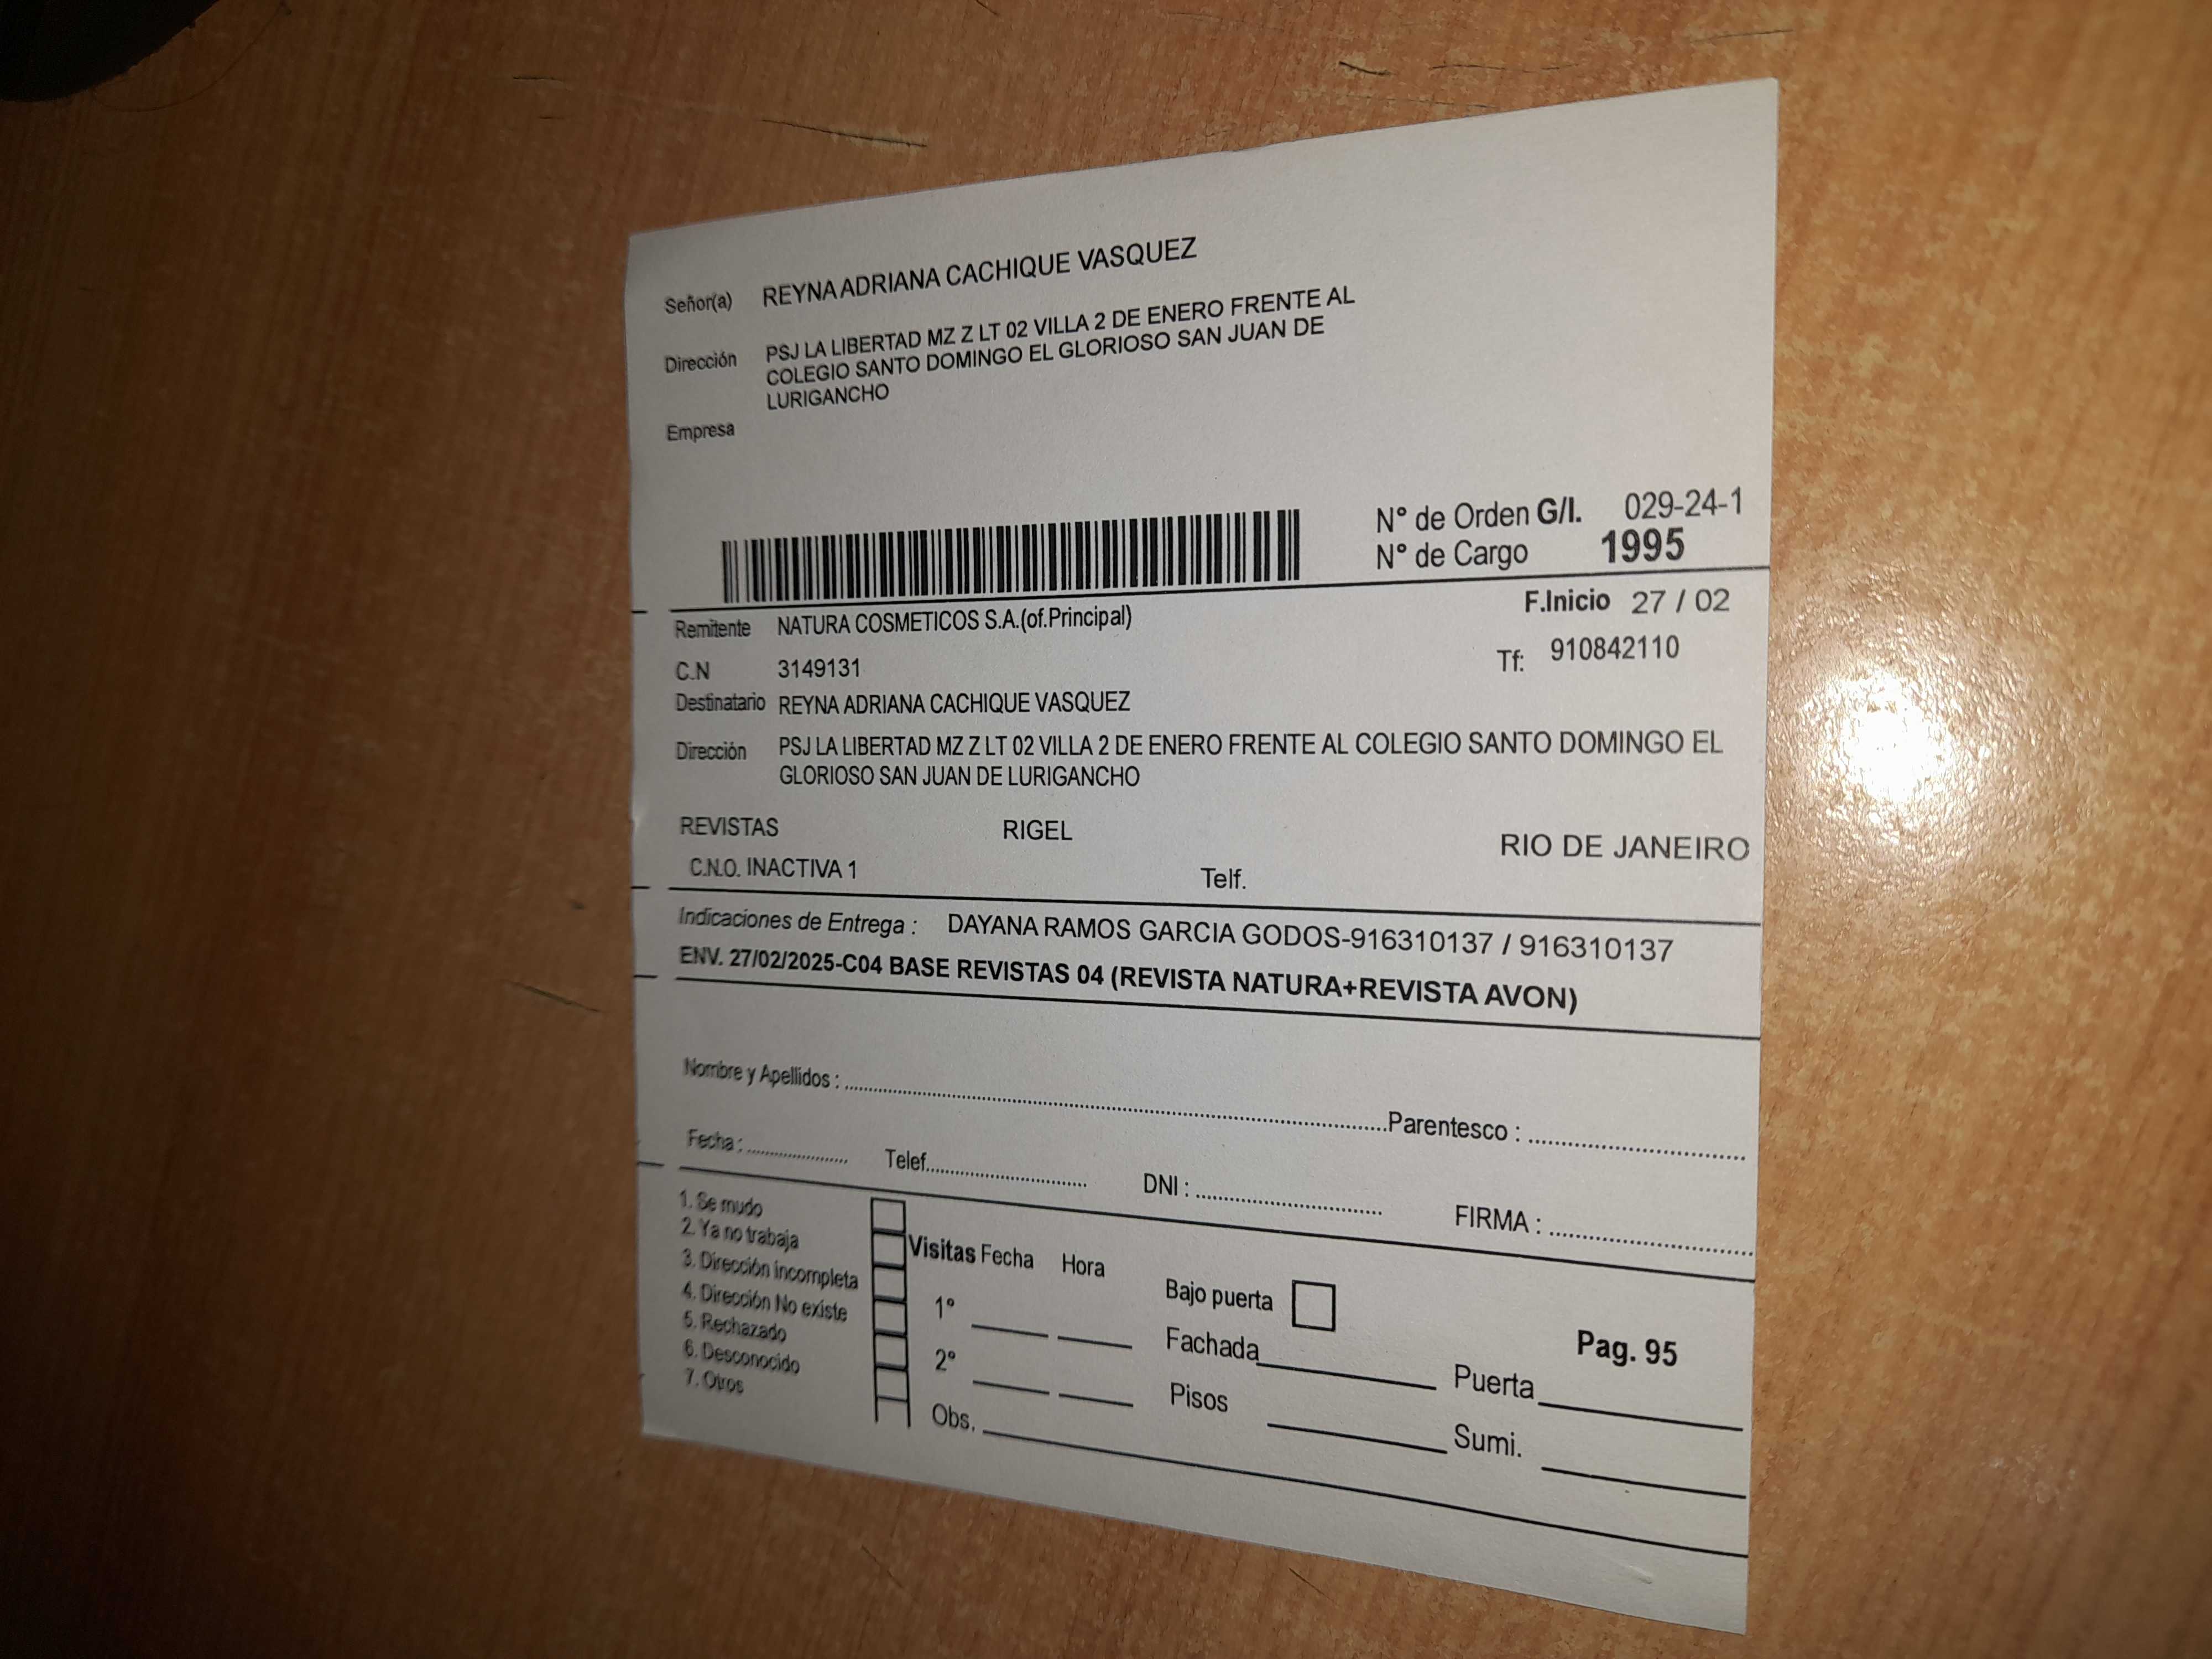 Señor(a) REYNA ADRIANA CACHIQUE VASQUEZ
Dirección PSJ LA LIBERTAD MZ Z LT 02 VILLA 2 DE ENERO FRENTE AL
COLEGIO SANTO DOMINGO EL GLORIOSO SAN JUAN DE
LURIGANCHO
Empresa
N° de Orden G/I. 029-24-1
N° de Cargo 1995
F.Inicio 27 / 02
Remitente NATURA COSMETICOS S.A.(of.Principal)
C.N 3149131 Tf: 910842110
Destinatario REYNA ADRIANA CACHIQUE VASQUEZ
Dirección PSJ LA LIBERTAD MZ Z LT 02 VILLA 2 DE ENERO FRENTE AL COLEGIO SANTO DOMINGO EL
GLORIOSO SAN JUAN DE LURIGANCHO
REVISTAS RIGEL RIO DE JANEIRO
C.N.O. INACTIVA 1 Telf.
Indicaciones de Entrega : DAYANA RAMOS GARCIA GODOS-916310137 / 916310137
ENV. 27/02/2025-C04 BASE REVISTAS 04 (REVISTA NATURA+REVISTA AVON)
Nombre y Apellidos : Parentesco :
Fecha : Telef. DNI : FIRMA :
1. Se mudo
2. Ya no trabaja
3. Dirección incompleta
4. Dirección No existe
5. Rechazado
6. Desconocido
7. Otros
Visitas Fecha Hora
1°
2°
Obs.
Bajo puerta
Fachada Puerta
Pisos Sumi.
Pag. 95